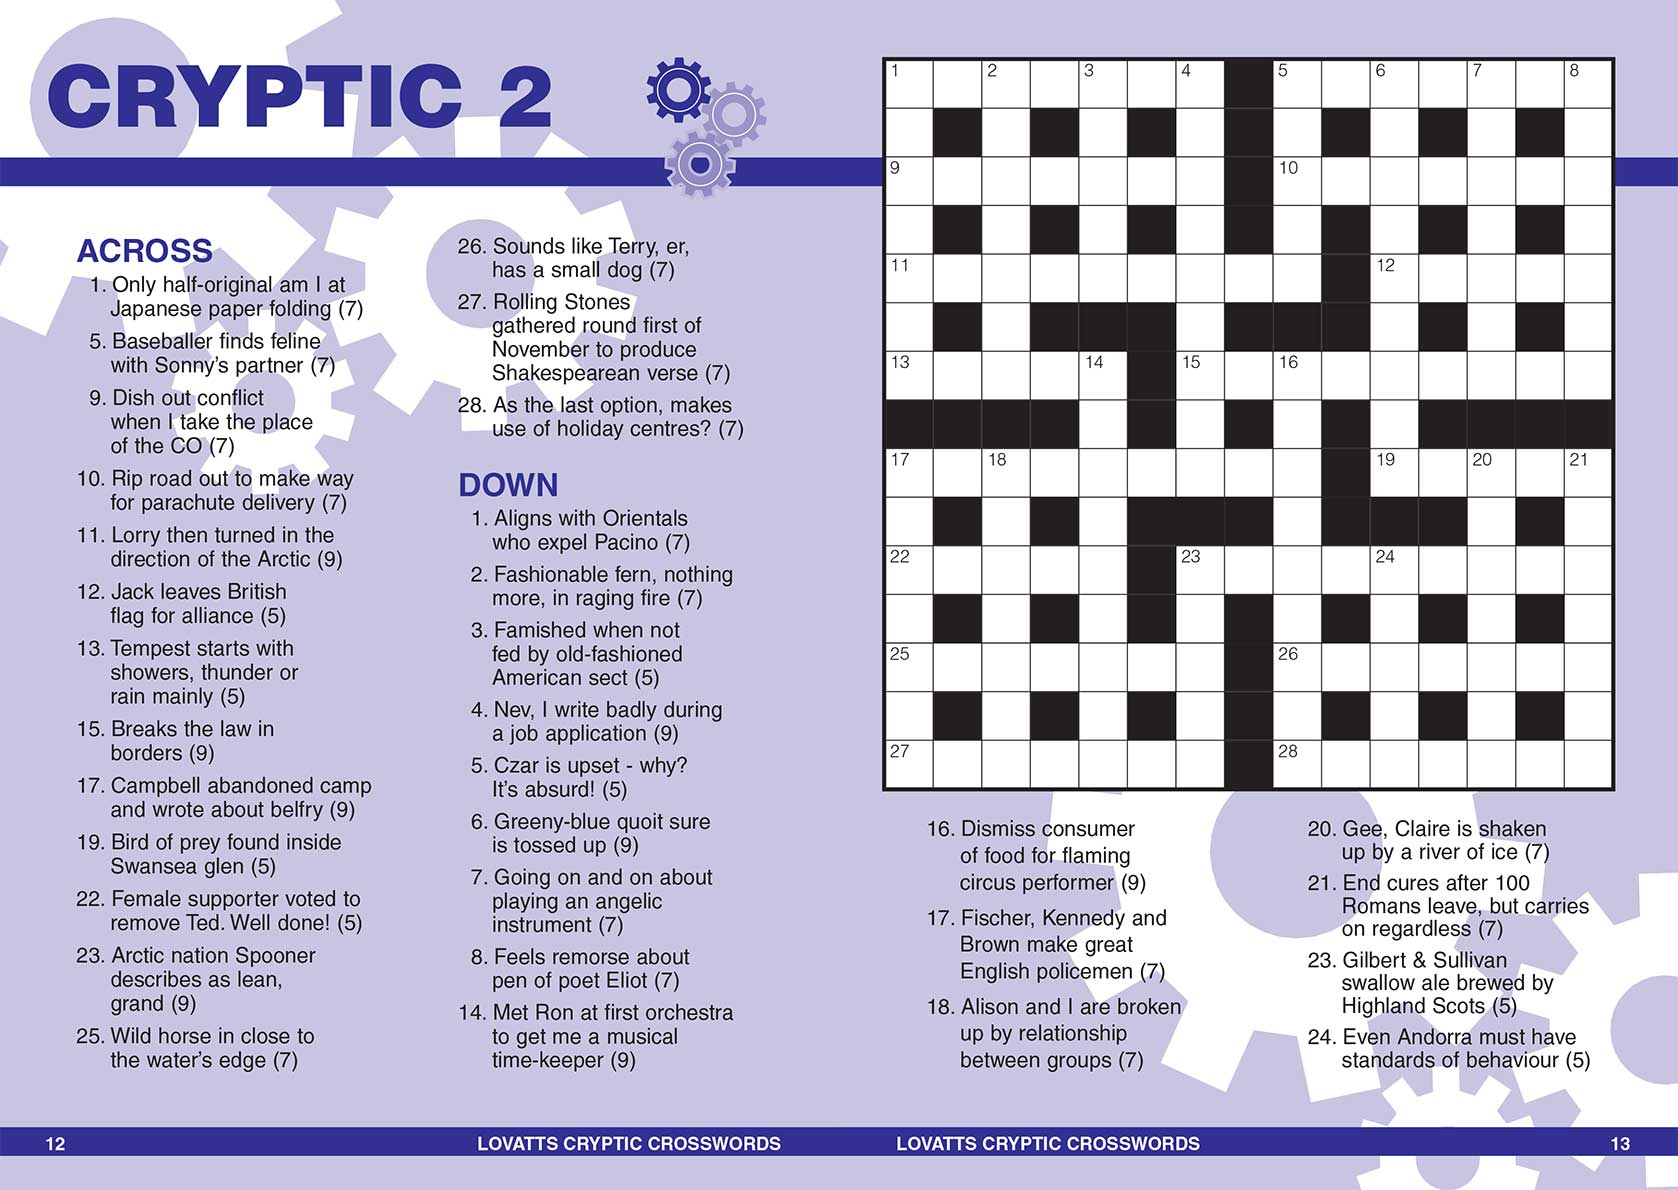 CRYPTIC 2
ACROSS
1. Only half-original am I at
Japanese paper folding (7)
5. Baseballer finds feline
with Sonny’s partner (7)
9. Dish out conflict
when I take the place
of the CO (7)
10. Rip road out to make way
for parachute delivery (7)
11. Lorry then turned in the
direction of the Arctic (9)
12. Jack leaves British
flag for alliance (5)
13. Tempest starts with
showers, thunder or
rain mainly (5)
15. Breaks the law in
borders (9)
17. Campbell abandoned camp
and wrote about belfry (9)
19. Bird of prey found inside
Swansea glen (5)
22. Female supporter voted to
remove Ted. Well done! (5)
23. Arctic nation Spooner
describes as lean,
grand (9)
25. Wild horse in close to
the water’s edge (7)
26. Sounds like Terry, er,
has a small dog (7)
27. Rolling Stones
gathered round first of
November to produce
Shakespearean verse (7)
28. As the last option, makes
use of holiday centres? (7)
DOWN
1. Aligns with Orientals
who expel Pacino (7)
2. Fashionable fern, nothing
more, in raging fire (7)
3. Famished when not
fed by old-fashioned
American sect (5)
4. Nev, I write badly during
a job application (9)
5. Czar is upset - why?
It’s absurd! (5)
6. Greeny-blue quoit sure
is tossed up (9)
7. Going on and on about
playing an angelic
instrument (7)
8. Feels remorse about
pen of poet Eliot (7)
14. Met Ron at first orchestra
to get me a musical
time-keeper (9)
1 2 3 4 5 6 7 8
9 10
11 12
13 14 15 16
17 18 19 20 21
22 23 24
25 26
27 28
16. Dismiss consumer
of food for flaming
circus performer (9)
17. Fischer, Kennedy and
Brown make great
English policemen (7)
18. Alison and I are broken
up by relationship
between groups (7)
20. Gee, Claire is shaken
up by a river of ice (7)
21. End cures after 100
Romans leave, but carries
on regardless (7)
23. Gilbert & Sullivan
swallow ale brewed by
Highland Scots (5)
24. Even Andorra must have
standards of behaviour (5)
12 LOVATTS CRYPTIC CROSSWORDS
LOVATTS CRYPTIC CROSSWORDS 13